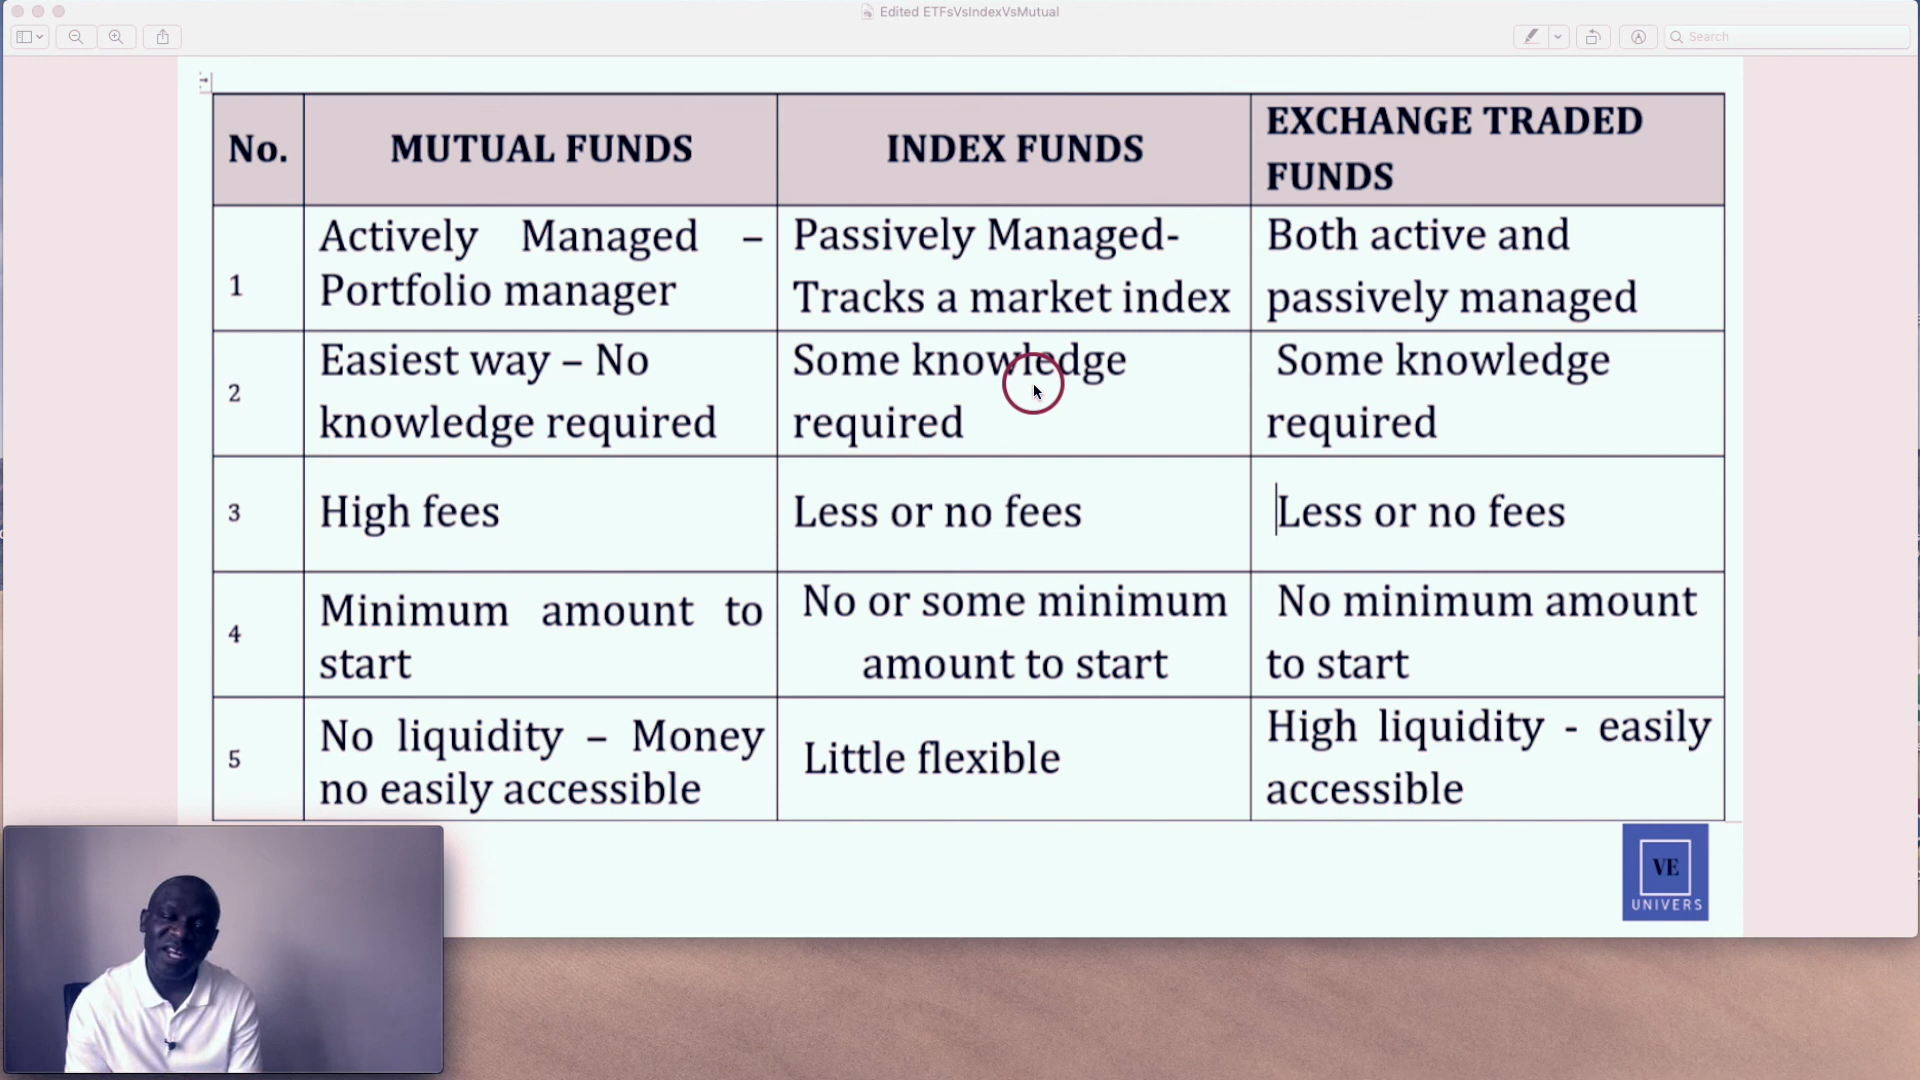 Edited ETFsVsIndexVsMutual
Search
No.
MUTUAL FUNDS
INDEX FUNDS
EXCHANGE TRADED
FUNDS
1
Actively Managed –
Portfolio manager
Passively Managed-
Tracks a market index
Both active and
passively managed
2
Easiest way – No
knowledge required
Some knowledge
required
Some knowledge
required
3
High fees
Less or no fees
Less or no fees
4
Minimum amount to
start
No or some minimum
amount to start
No minimum amount
to start
5
No liquidity – Money
no easily accessible
Little flexible
High liquidity - easily
accessible
VE
UNIVERS